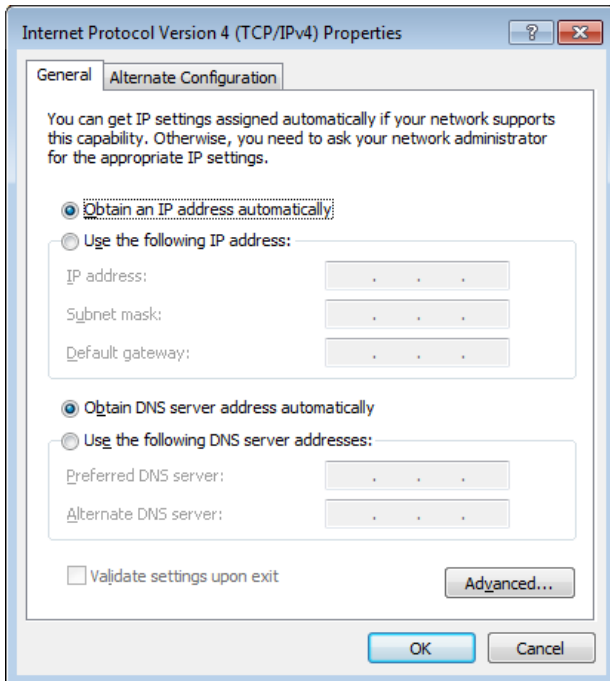 Internet Protocol Version 4 (TCP/IPv4) Properties
General
Alternate Configuration
You can get IP settings assigned automatically if your network supports
this capability. Otherwise, you need to ask your network administrator
for the appropriate IP settings.
Obtain an IP address automatically
Use the following IP address:
IP address: . . .
Subnet mask: . . .
Default gateway: . . .
Obtain DNS server address automatically
Use the following DNS server addresses:
Preferred DNS server: . . .
Alternate DNS server: . . .
Validate settings upon exit
Advanced...
OK
Cancel